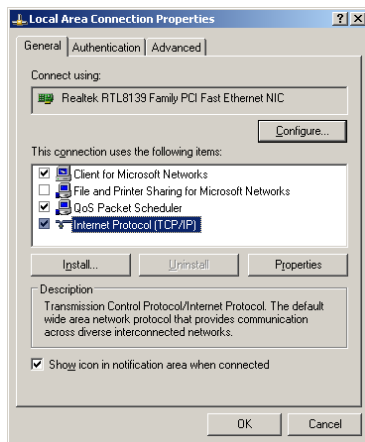 Local Area Connection Properties
General Authentication Advanced
Connect using:
Realtek RTL8139 Family PCI Fast Ethernet NIC
Configure...
This connection uses the following items:
Client for Microsoft Networks
File and Printer Sharing for Microsoft Networks
QoS Packet Scheduler
Internet Protocol (TCP/IP)
Install... Uninstall Properties
Description
Transmission Control Protocol/Internet Protocol. The default
wide area network protocol that provides communication
across diverse interconnected networks.
Show icon in notification area when connected
OK Cancel